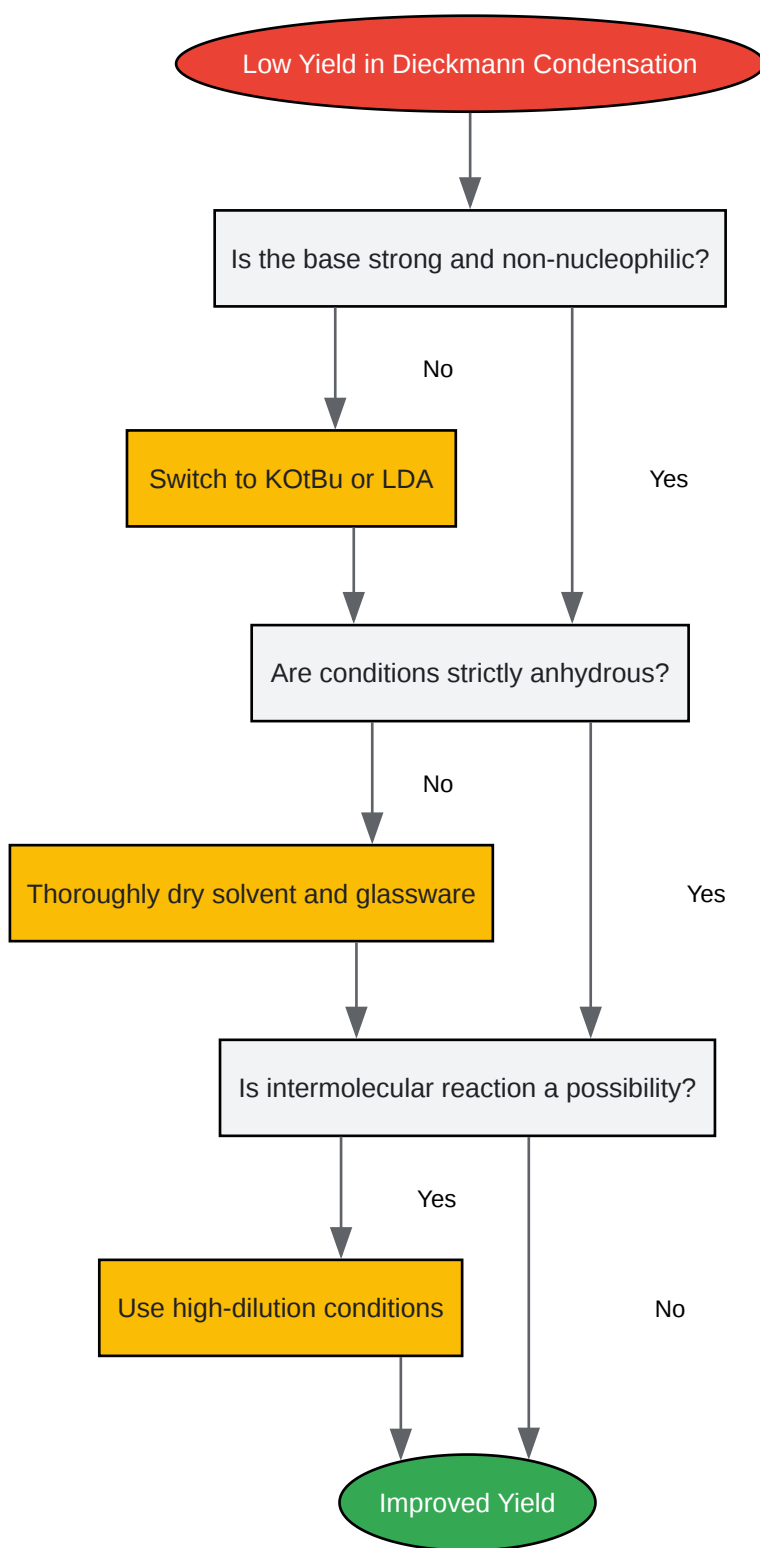 Low Yield in Dieckmann Condensation
Is the base strong and non-nucleophilic?
No
Switch to KOtBu or LDA
Yes
Are conditions strictly anhydrous?
No
Thoroughly dry solvent and glassware
Yes
Is intermolecular reaction a possibility?
Yes
Use high-dilution conditions
No
Improved Yield